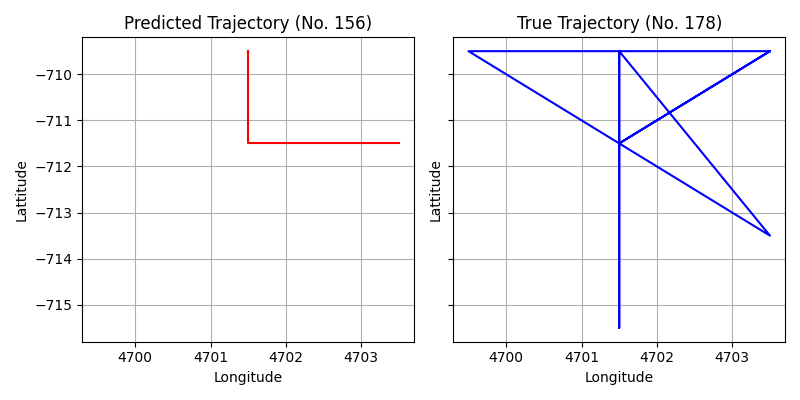 Predicted Trajectory (No. 156)
Lattitude
−710
−711
−712
−713
−714
−715
4700
4701
4702
4703
Longitude
True Trajectory (No. 178)
Lattitude
4700
4701
4702
4703
Longitude